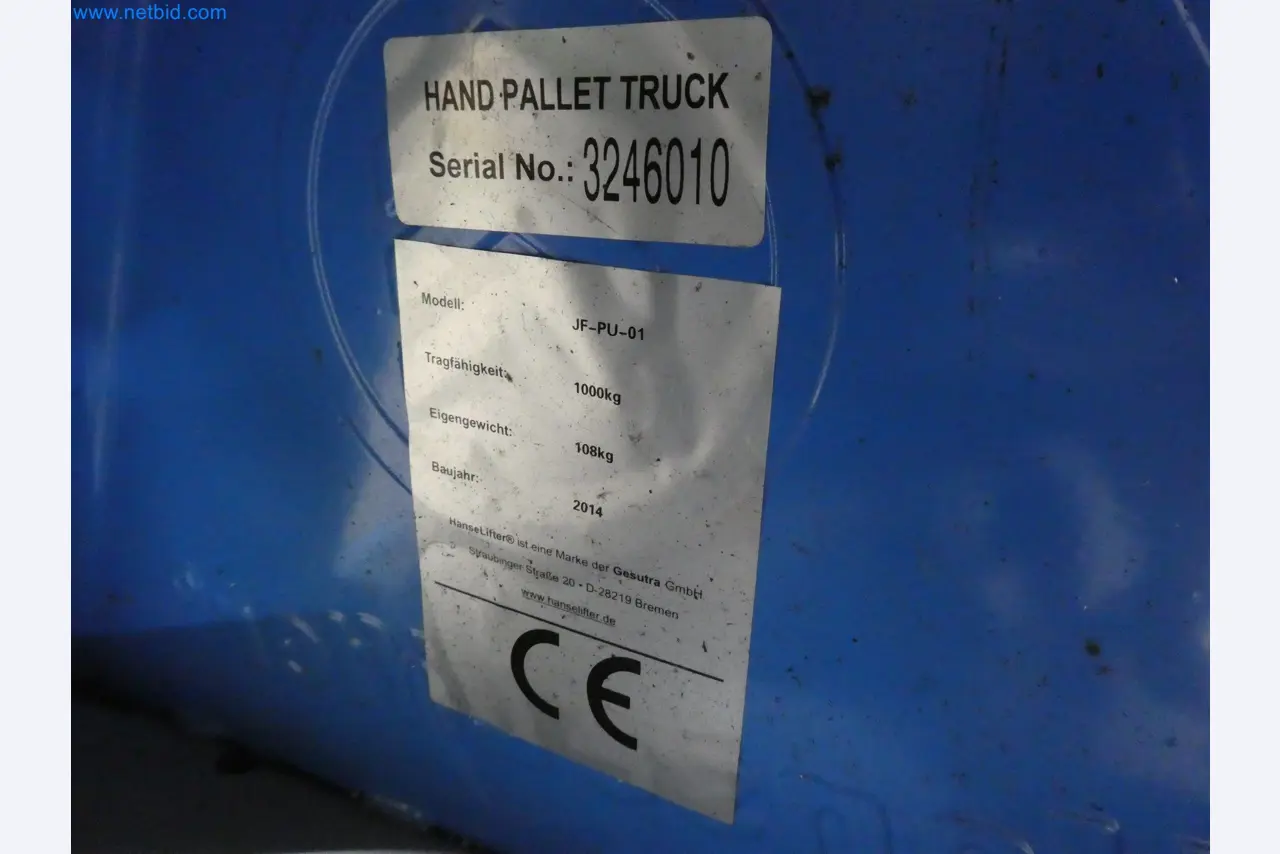 www.netbid.com
HAND PALLET TRUCK
Serial No.: 3246010
Modell: JF-PU-01
Tragfähigkeit: 1000kg
Eigengewicht: 108kg
Baujahr: 2014
HanseLifter® ist eine Marke der Gesutra GmbH
Straubinger Straße 20 • D-28219 Bremen
www.hanselifter.de
CE